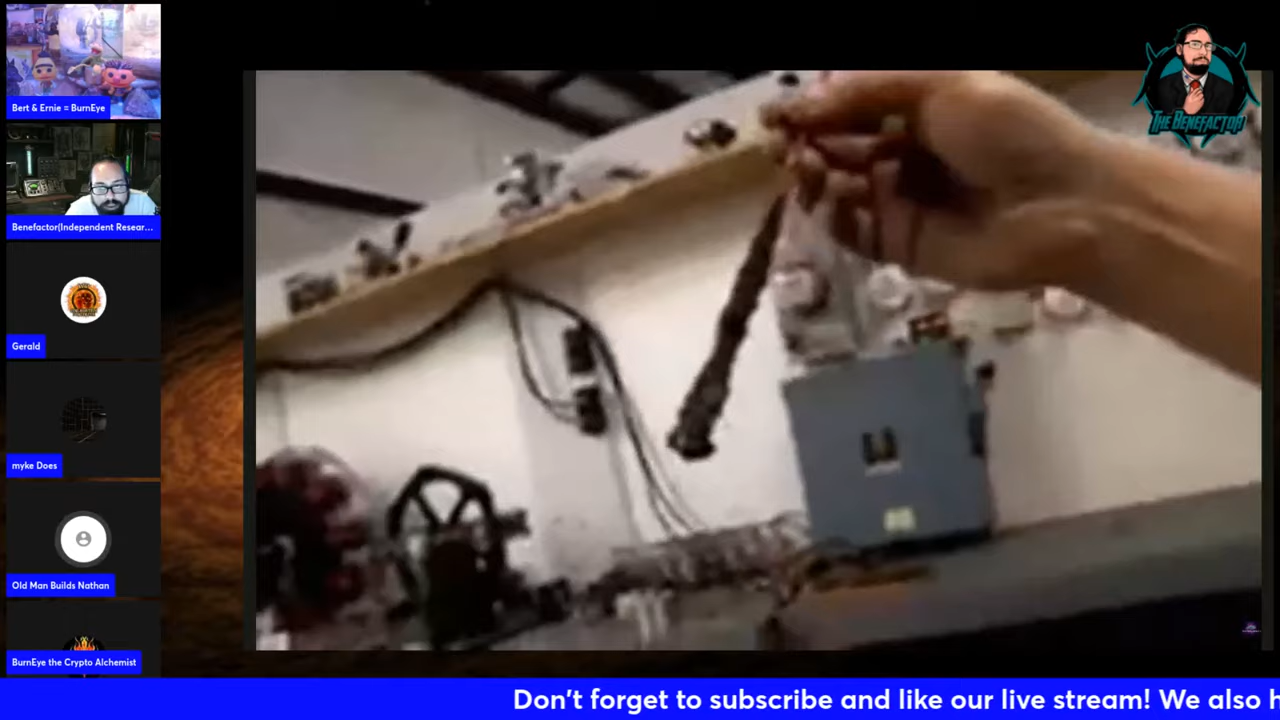 Bert & Ernie = BurnEye
Benefactor(Independent Resear...
Gerald
myke Does
Old Man Builds Nathan
BurnEye the Crypto Alchemist
THE BENEFACTOR
Don't forget to subscribe and like our live stream! We also h